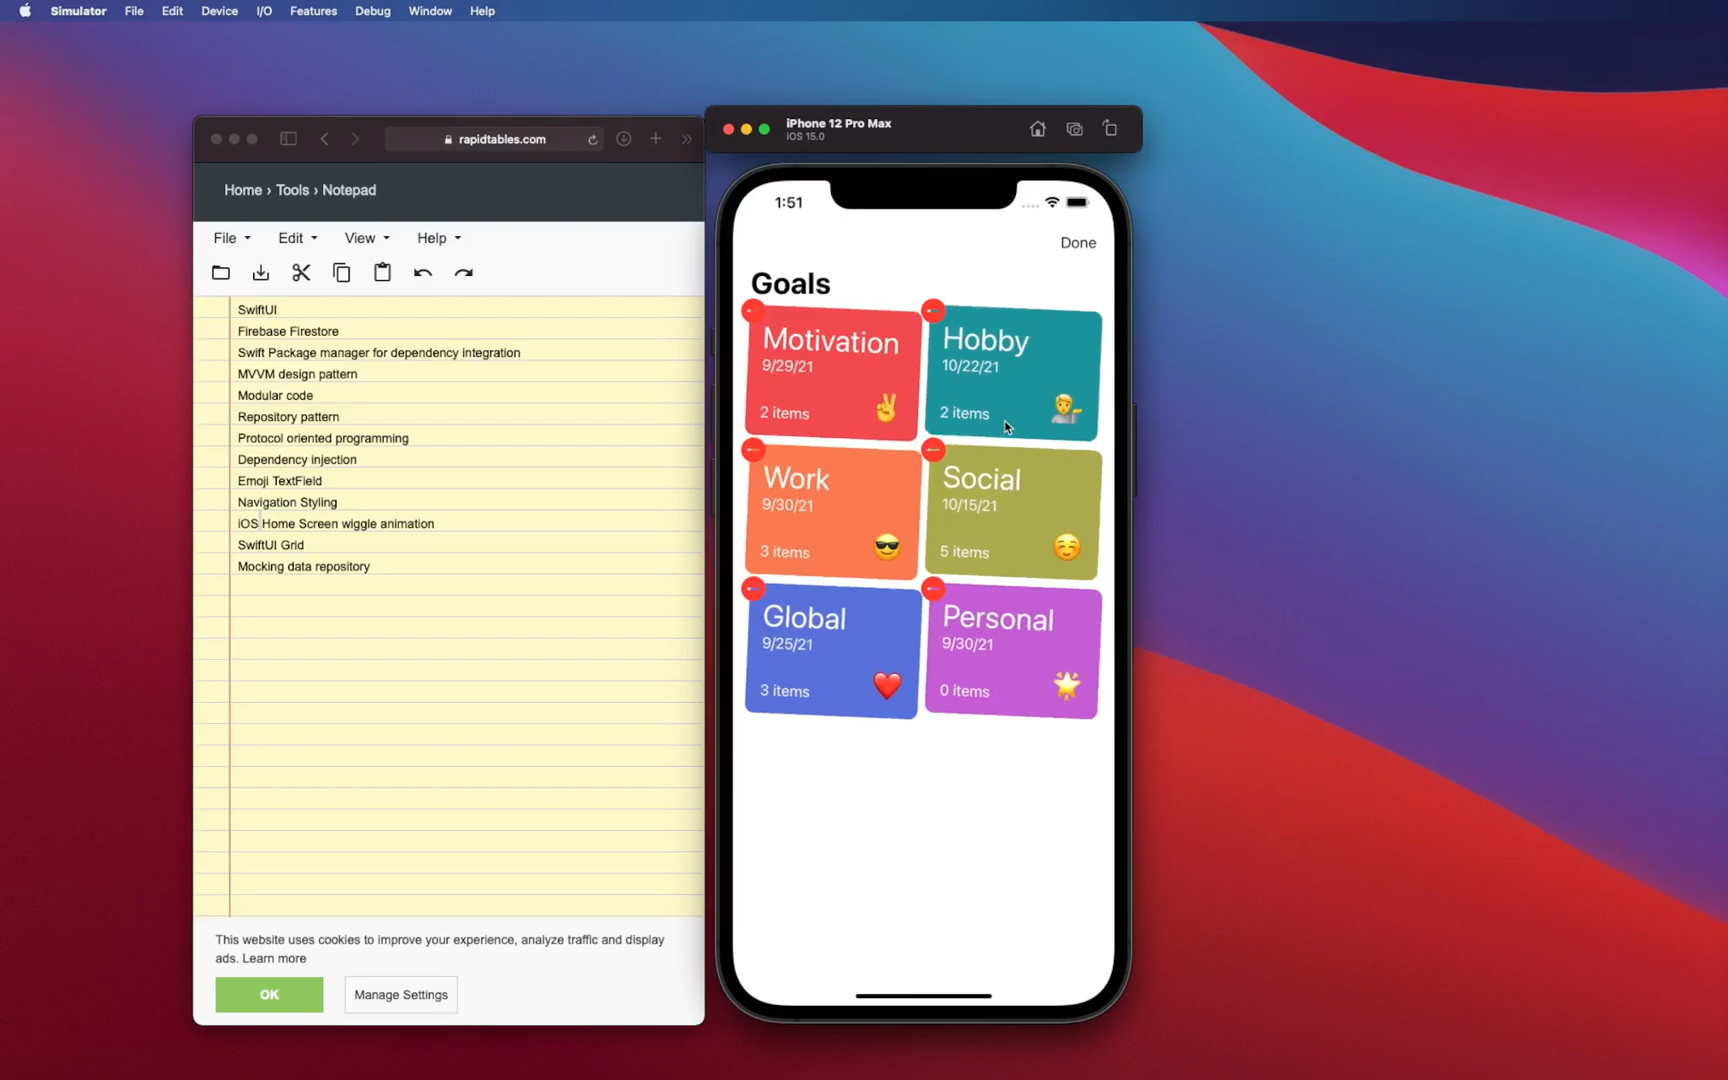 Simulator File Edit Device I/O Features Debug Window Help
rapidtables.com
Home › Tools › Notepad
File Edit View Help
SwiftUI
Firebase Firestore
Swift Package manager for dependency integration
MVVM design pattern
Modular code
Repository pattern
Protocol oriented programming
Dependency injection
Emoji TextField
Navigation Styling
iOS Home Screen wiggle animation
SwiftUI Grid
Mocking data repository
This website uses cookies to improve your experience, analyze traffic and display
ads. Learn more
OK Manage Settings
iPhone 12 Pro Max
iOS 15.0
1:51
Done
Goals
Motivation
9/29/21
2 items
Hobby
10/22/21
2 items
Work
9/30/21
3 items
Social
10/15/21
5 items
Global
9/25/21
3 items
Personal
9/30/21
0 items